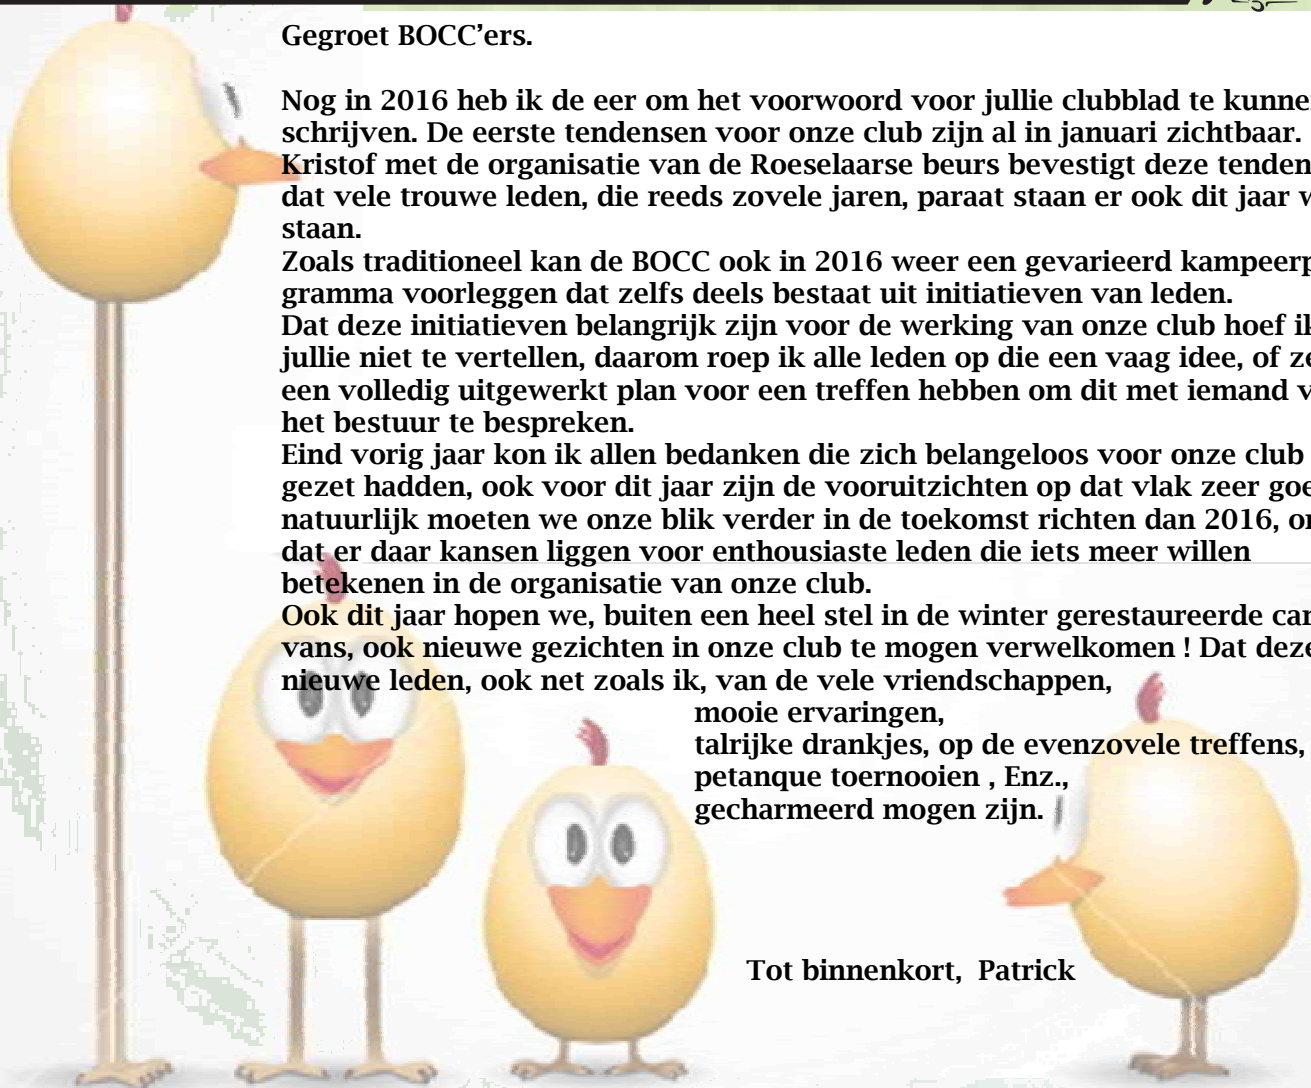 Gegroet BOCC’ers.
Nog in 2016 heb ik de eer om het voorwoord voor jullie clubblad te
schrijven. De eerste tendensen voor onze club zijn al in januari zichtbaar.
Kristof met de organisatie van de Roeselaarse beurs bevestigt deze
dat vele trouwe leden, die reeds zovele jaren, paraat staan er ook dit jaar
staan.
Zoals traditioneel kan de BOCC ook in 2016 weer een gevarieerd
gramma voorleggen dat zelfs deels bestaat uit initiatieven van leden.
Dat deze initiatieven belangrijk zijn voor de werking van onze club hoef
jullie niet te vertellen, daarom roep ik alle leden op die een vaag idee, of
een volledig uitgewerkt plan voor een treffen hebben om dit met iemand
het bestuur te bespreken.
Eind vorig jaar kon ik allen bedanken die zich belangeloos voor onze club
gezet hadden, ook voor dit jaar zijn de vooruitzichten op dat vlak zeer
natuurlijk moeten we onze blik verder in de toekomst richten dan 2016,
dat er daar kansen liggen voor enthousiaste leden die iets meer willen
betekenen in de organisatie van onze club.
Ook dit jaar hopen we, buiten een heel stel in de winter gerestaureerde
vans, ook nieuwe gezichten in onze club te mogen verwelkomen ! Dat deze
nieuwe leden, ook net zoals ik, van de vele vriendschappen,
mooie ervaringen,
talrijke drankjes, op de evenzovele treffens,
petanque toernooien , Enz.,
gecharmeerd mogen zijn.
Tot binnenkort, Patrick